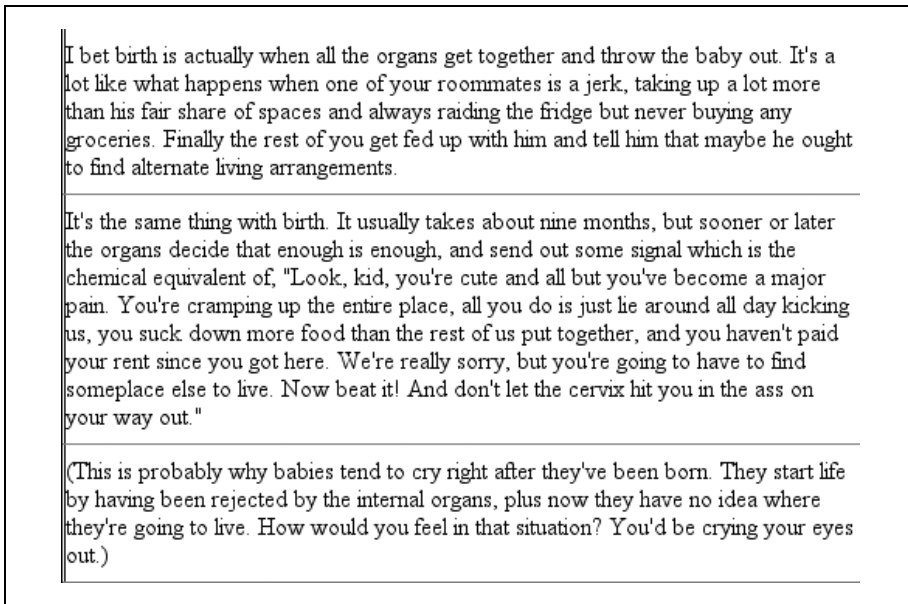 I bet birth is actually when all the organs get together and throw the baby out. It's a
lot like what happens when one of your roommates is a jerk, taking up a lot more
than his fair share of spaces and always raiding the fridge but never buying any
groceries. Finally the rest of you get fed up with him and tell him that maybe he ought
to find alternate living arrangements.
It's the same thing with birth. It usually takes about nine months, but sooner or later
the organs decide that enough is enough, and send out some signal which is the
chemical equivalent of, "Look, kid, you're cute and all but you've become a major
pain. You're cramping up the entire place, all you do is just lie around all day kicking
us, you suck down more food than the rest of us put together, and you haven't paid
your rent since you got here. We're really sorry, but you're going to have to find
someplace else to live. Now beat it! And don't let the cervix hit you in the ass on
your way out."
(This is probably why babies tend to cry right after they've been born. They start life
by having been rejected by the internal organs, plus now they have no idea where
they're going to live. How would you feel in that situation? You'd be crying your eyes
out.)